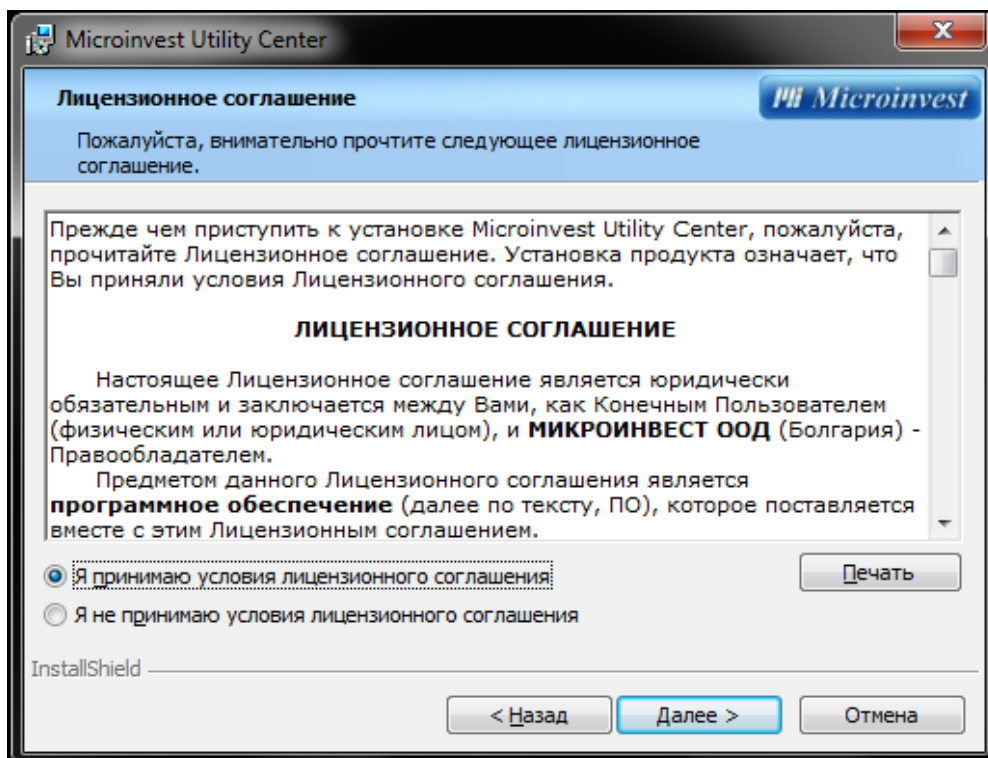 Microinvest Utility Center
Лицензионное соглашение
Microinvest
Пожалуйста, внимательно прочтите следующее лицензионное
соглашение.
Прежде чем приступить к установке Microinvest Utility Center, пожалуйста,
прочитайте Лицензионное соглашение. Установка продукта означает, что
Вы приняли условия Лицензионного соглашения.
ЛИЦЕНЗИОННОЕ СОГЛАШЕНИЕ
Настоящее Лицензионное соглашение является юридически
обязательным и заключается между Вами, как Конечным Пользователем
(физическим или юридическим лицом), и МИКРОИНВЕСТ ООД (Болгария) -
Правообладателем.
Предметом данного Лицензионного соглашения является
программное обеспечение (далее по тексту, ПО), которое поставляется
вместе с этим Лицензионным соглашением.
Я принимаю условия лицензионного соглашения
Печать
Я не принимаю условия лицензионного соглашения
InstallShield
< Назад
Далее >
Отмена